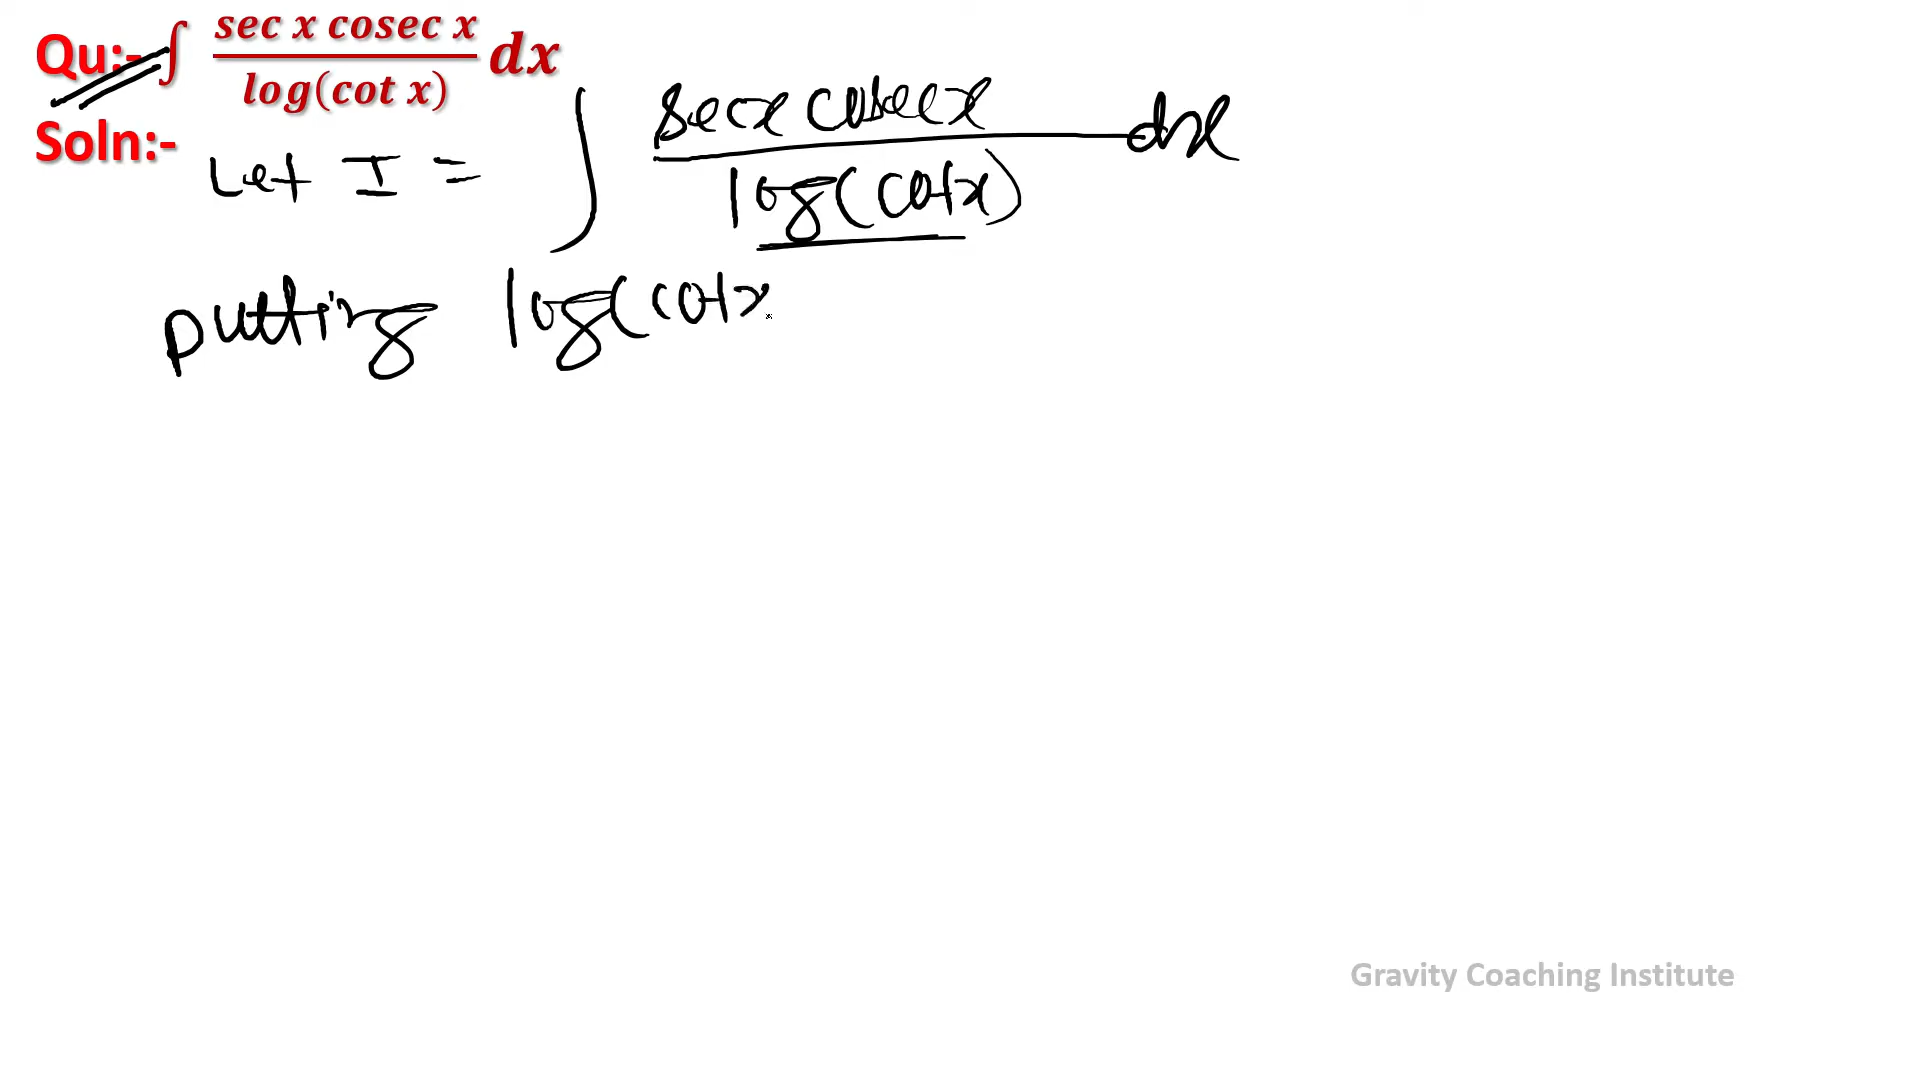 Qu:- ∫ sec x cosec x / log(cot x) dx
Soln:-
Let I = ∫ secx cosecx / log(cotx) dx
putting log(cotx
Gravity Coaching Institute